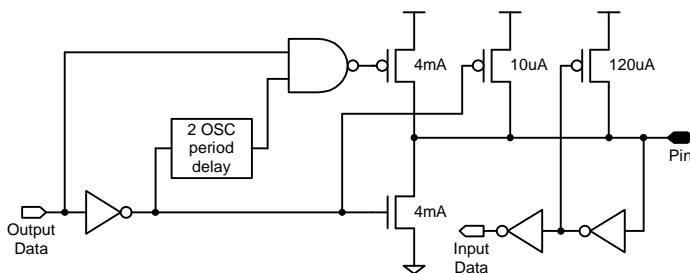 4mA
10uA
120uA
2 OSC
period
delay
Pin
4mA
Output
Data
Input
Data